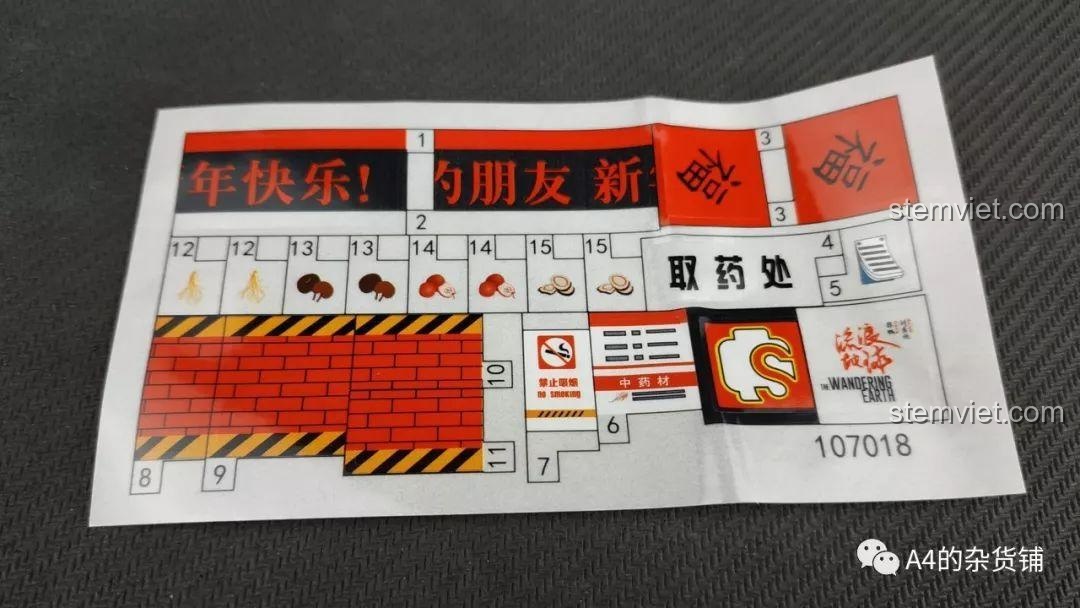 1
年快乐!
的朋友 新年
2
3
福
福
3
stemviet.com
12
12
13
13
14
14
15
15
取药处
4
5
禁止吸烟
no smoking
中药材
S
流浪
地球
THE WANDERING
EARTH
stemviet.com
107018
10
11
6
7
8
9
A4的杂货铺